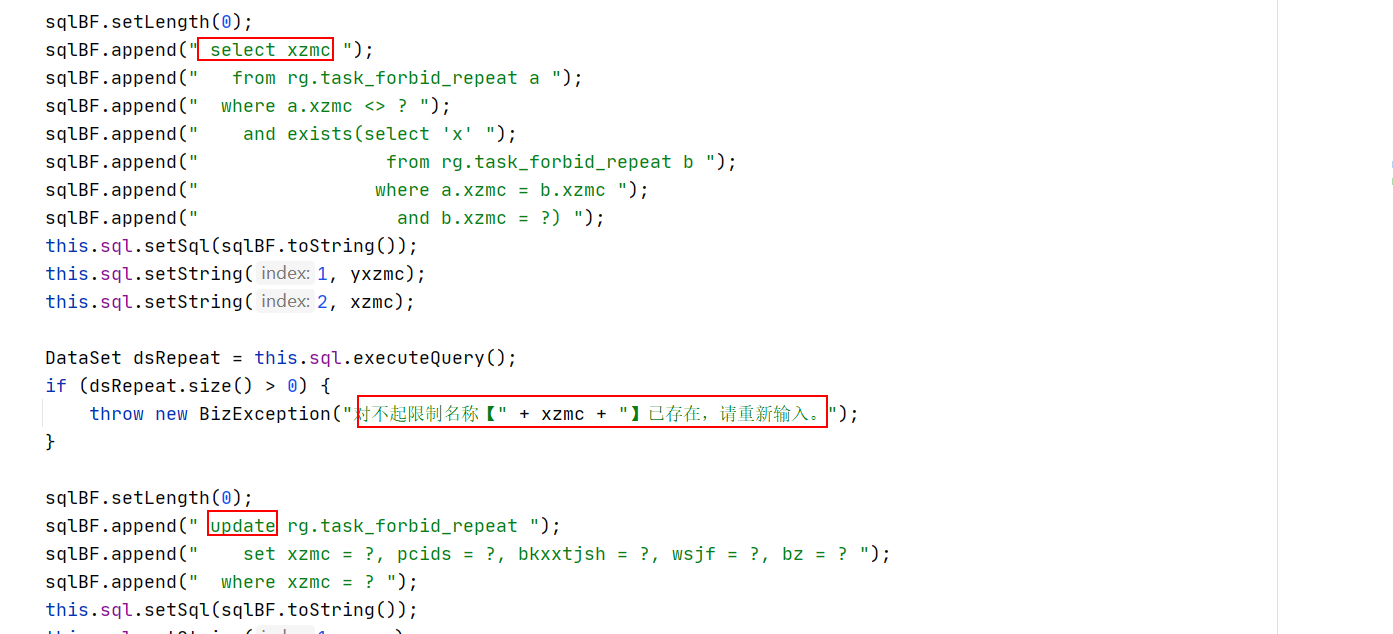 sqlBF.setLength(0);
sqlBF.append(" select xzmc ");
sqlBF.append("   from rg.task_forbid_repeat a ");
sqlBF.append("  where a.xzmc <> ? ");
sqlBF.append("    and exists(select 'x' ");
sqlBF.append("                 from rg.task_forbid_repeat b ");
sqlBF.append("                where a.xzmc = b.xzmc ");
sqlBF.append("                  and b.xzmc = ?) ");
this.sql.setSql(sqlBF.toString());
this.sql.setString( index: 1, yxzmc);
this.sql.setString( index: 2, xzmc);
DataSet dsRepeat = this.sql.executeQuery();
if (dsRepeat.size() > 0) {
    throw new BizException("对不起限制名称【" + xzmc + "】已存在，请重新输入。");
}
sqlBF.setLength(0);
sqlBF.append(" update rg.task_forbid_repeat ");
sqlBF.append("    set xzmc = ?, pcids = ?, bkxxtjsh = ?, wsjf = ?, bz = ? ");
sqlBF.append("  where xzmc = ? ");
this.sql.setSql(sqlBF.toString());